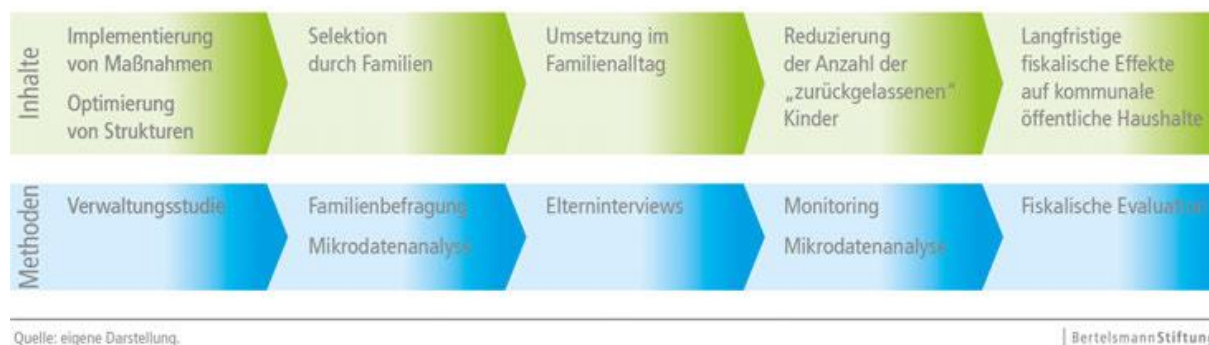 Inhalte
Implementierung
von Maßnahmen
Optimierung
von Strukturen
Selektion
durch Familien
Umsetzung im
Familienalltag
Reduzierung
der Anzahl der
„zurückgelassenen“
Kinder
Langfristige
fiskalische Effekte
auf kommunale
öffentliche Haushalte
Methoden
Verwaltungsstudie
Familienbefragung
Mikrodatenanalyse
Elterninterviews
Monitoring
Mikrodatenanalyse
Fiskalische Evaluation
Quelle: eigene Darstellung.
BertelsmannStiftung